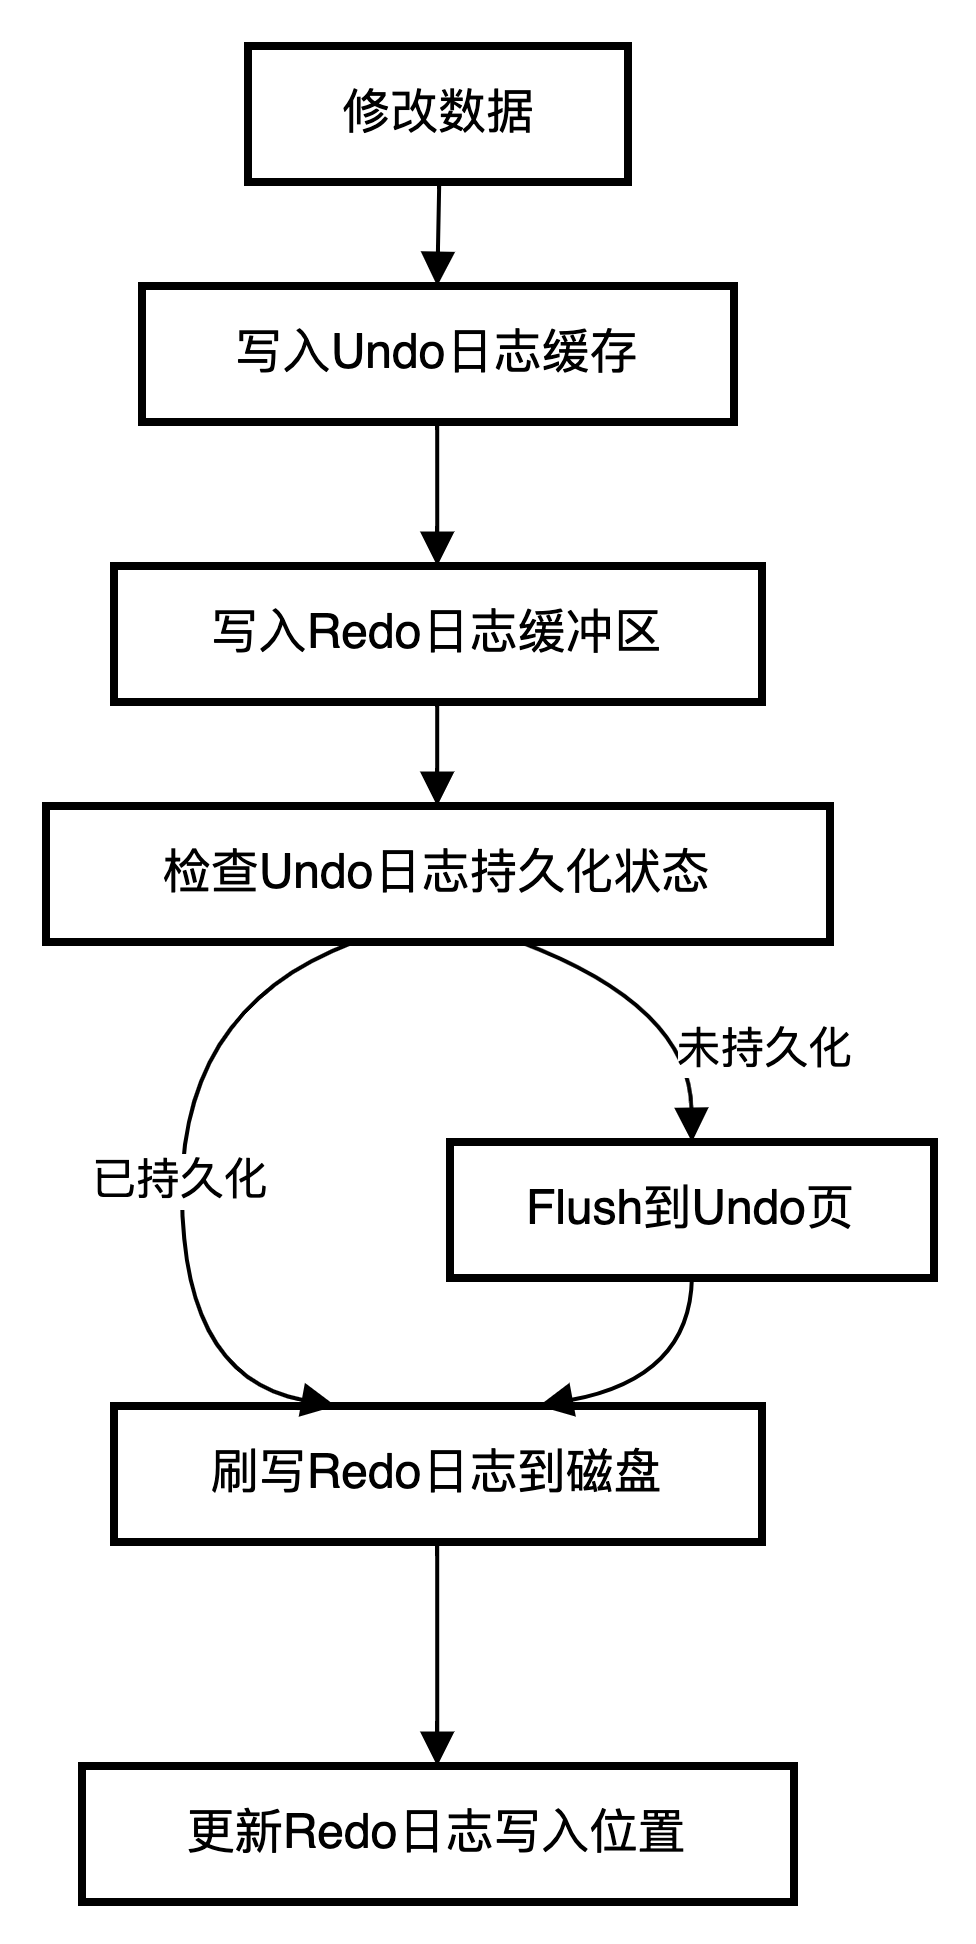 修改数据
写入Undo日志缓存
写入Redo日志缓冲区
检查Undo日志持久化状态
未持久化
已持久化
Flush到Undo页
刷写Redo日志到磁盘
更新Redo日志写入位置